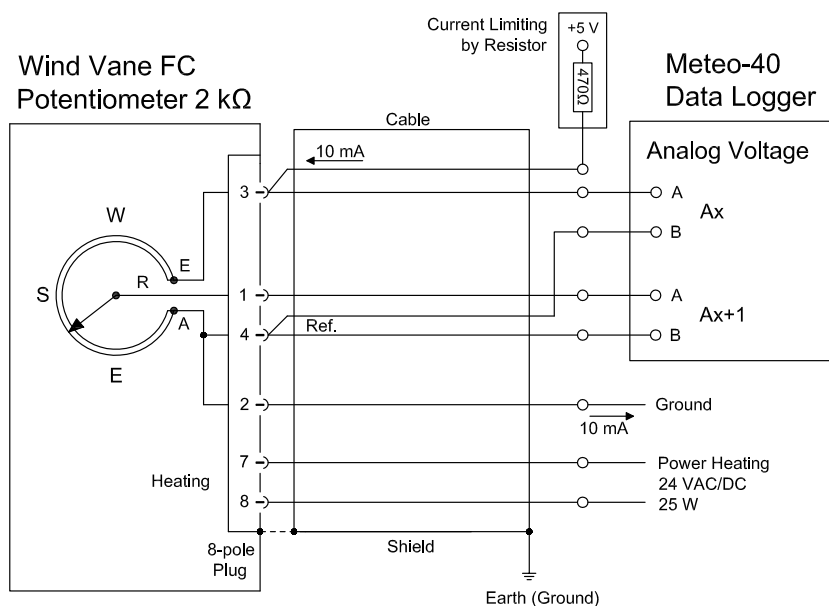 Current Limiting
by Resistor
+5 V
470Ω
Wind Vane FC
Potentiometer 2 kΩ
Meteo-40
Data Logger
Cable
10 mA
Analog Voltage
3
A
W
Ax
E
B
R
S
1
A
A
Ref.
Ax+1
4
B
E
2
Ground
10 mA
7
Power Heating
Heating
24 VAC/DC
8
25 W
8-pole
Plug
Shield
Earth (Ground)